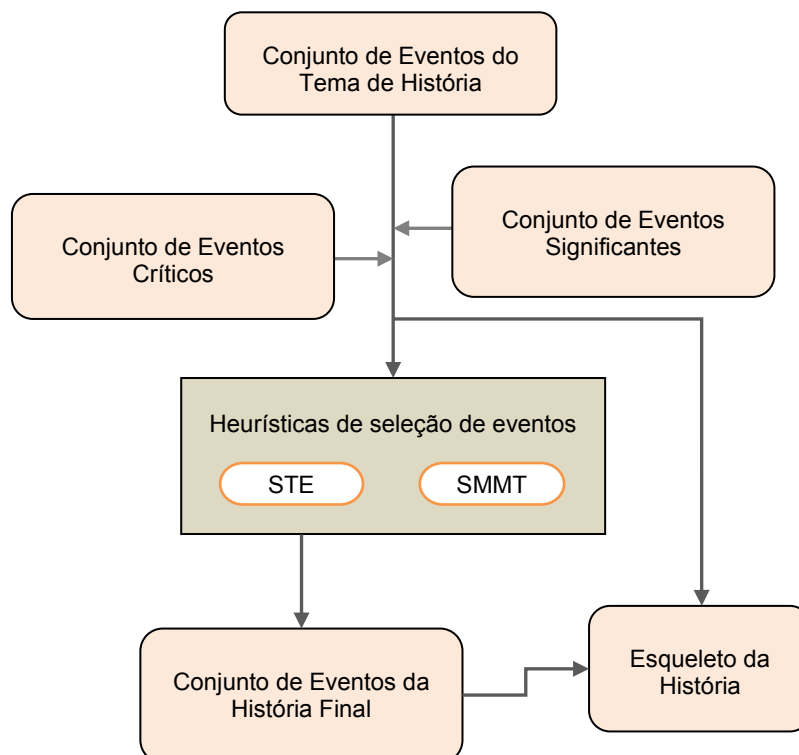 Conjunto de Eventos do
Tema de História
Conjunto de Eventos
Significantes
Conjunto de Eventos
Críticos
Heurísticas de seleção de eventos
STE
SMMT
Conjunto de Eventos da
História Final
Esqueleto da
História